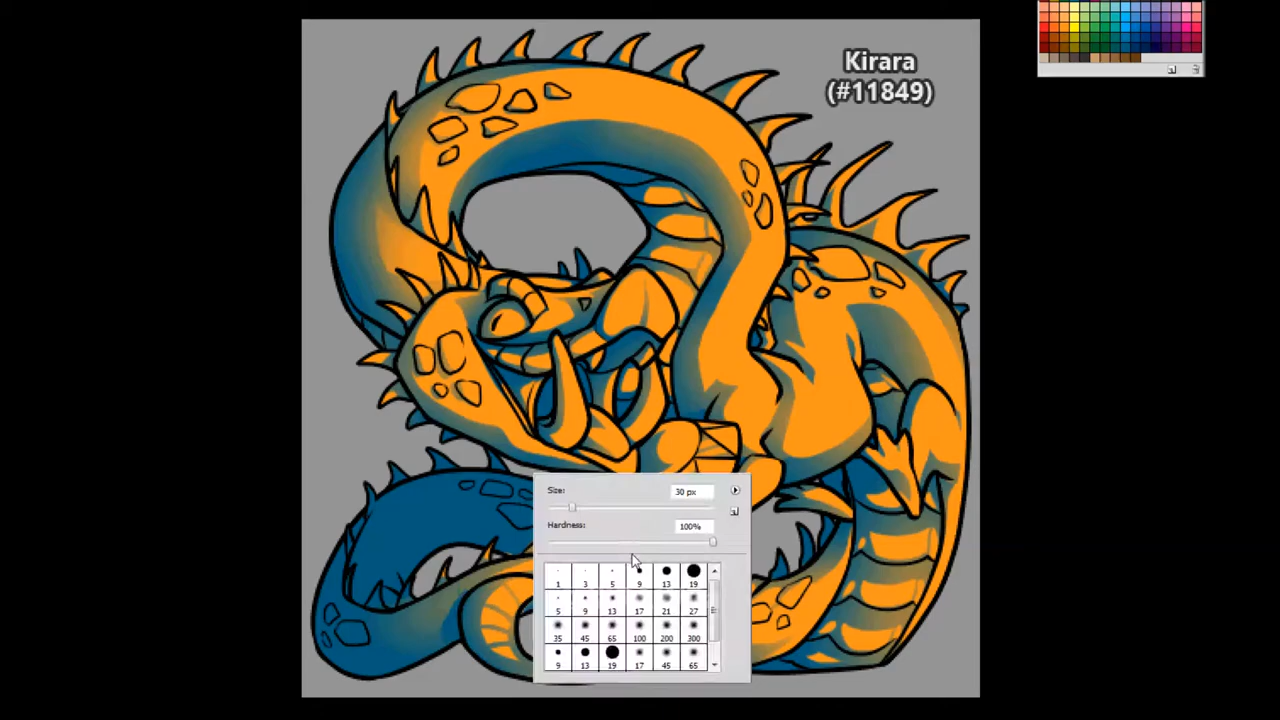 Kirara
(#11849)
Size:
30 px
Hardness:
100%
1 3 5 9 13 19
5 9 13 17 21 27
35 45 65 100 200 300
9 13 19 17 45 65